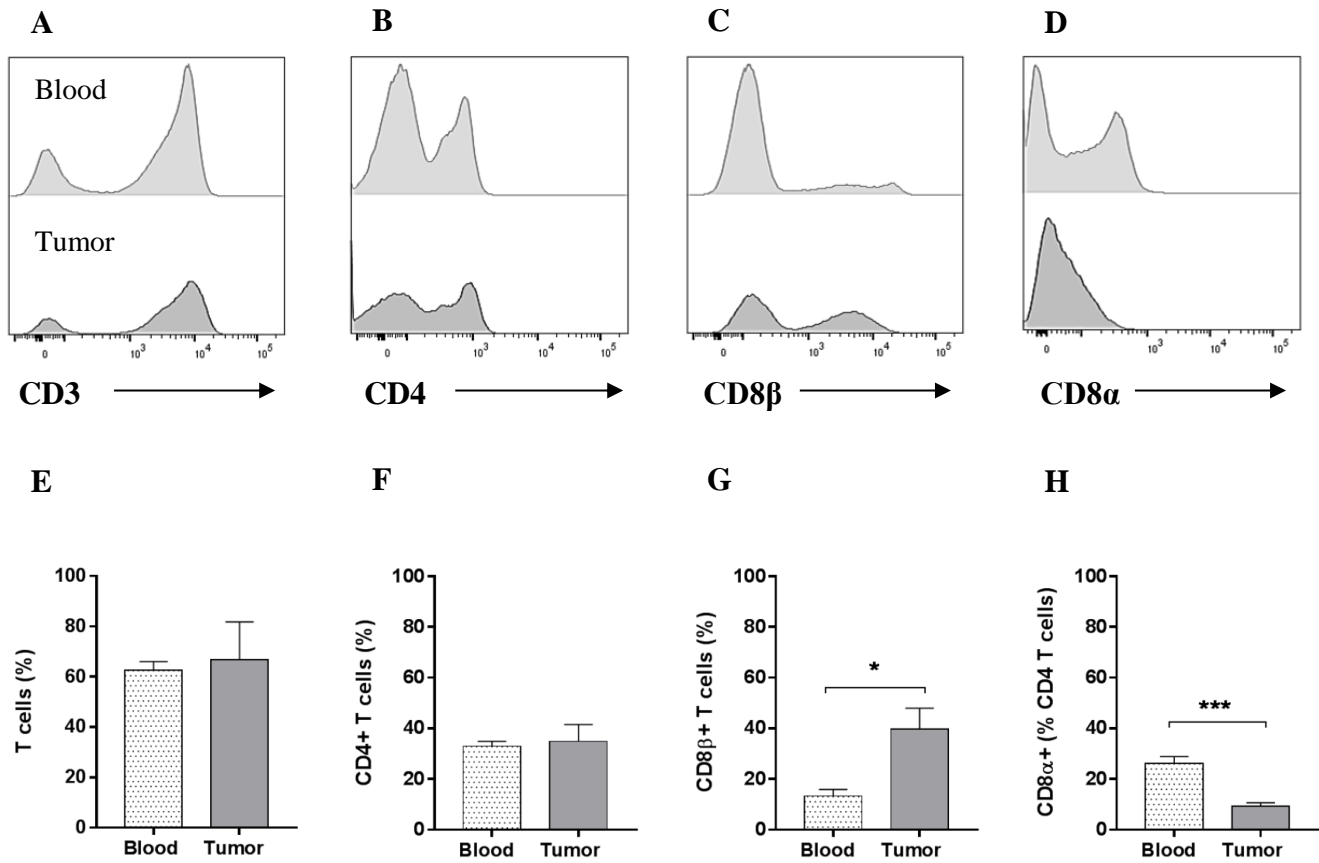 A B C D
Blood
Tumor
0 10³ 10⁴ 10⁵ 0 10³ 10⁴ 10⁵ 0 10³ 10⁴ 10⁵ 0 10³ 10⁴ 10⁵
CD3 CD4 CD8β CD8α
E F G H
T cells (%)
100
80
60
40
20
0
Blood Tumor
CD4+ T cells (%)
100
80
60
40
20
0
Blood Tumor
CD8β+ T cells (%)
100
80
60
40
20
0
*
Blood Tumor
CD8α+ (% CD4 T cells)
100
80
60
40
20
0
***
Blood Tumor